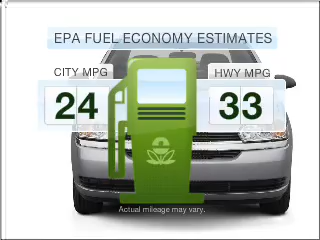 EPA FUEL ECONOMY ESTIMATES
CITY MPG HWY MPG
24 33
Actual mileage may vary.